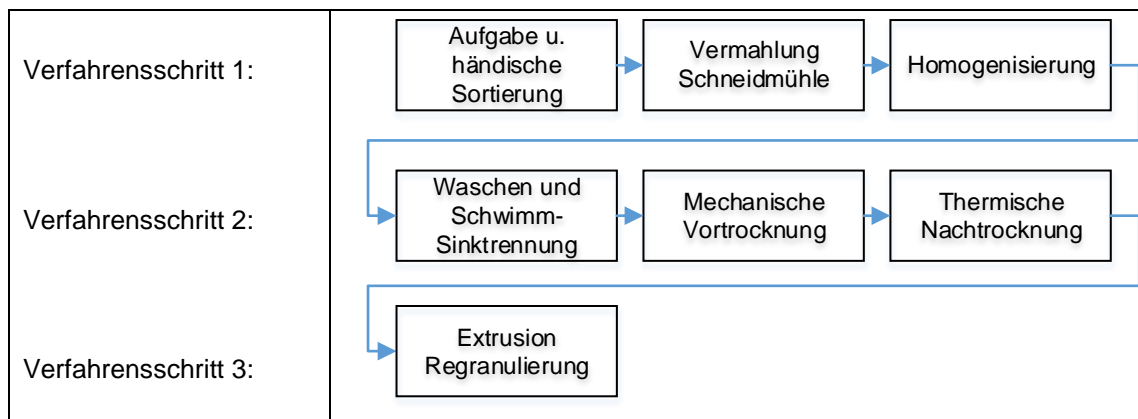 Verfahrensschritt 1:
Aufgabe u.
händische
Sortierung
Vermahlung
Schneidmühle
Homogenisierung
Verfahrensschritt 2:
Waschen und
Schwimm-
Sinktrennung
Mechanische
Vortrocknung
Thermische
Nachtrocknung
Verfahrensschritt 3:
Extrusion
Regranulierung